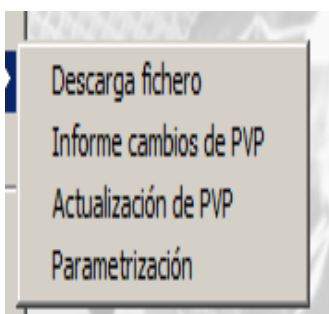 Descarga fichero
Informe cambios de PVP
Actualización de PVP
Parametrización